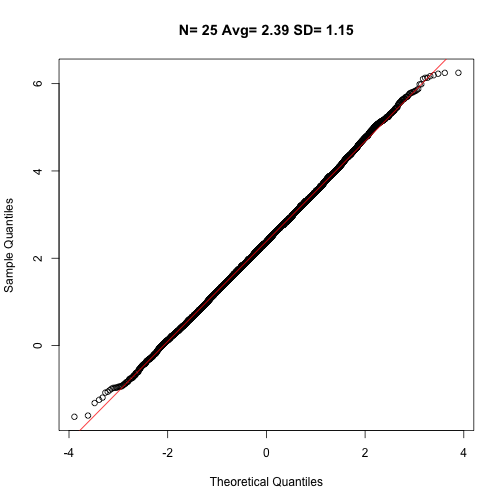 N= 25 Avg= 2.39 SD= 1.15
Sample Quantiles
6
4
2
0
-4 -2 0 2 4
Theoretical Quantiles